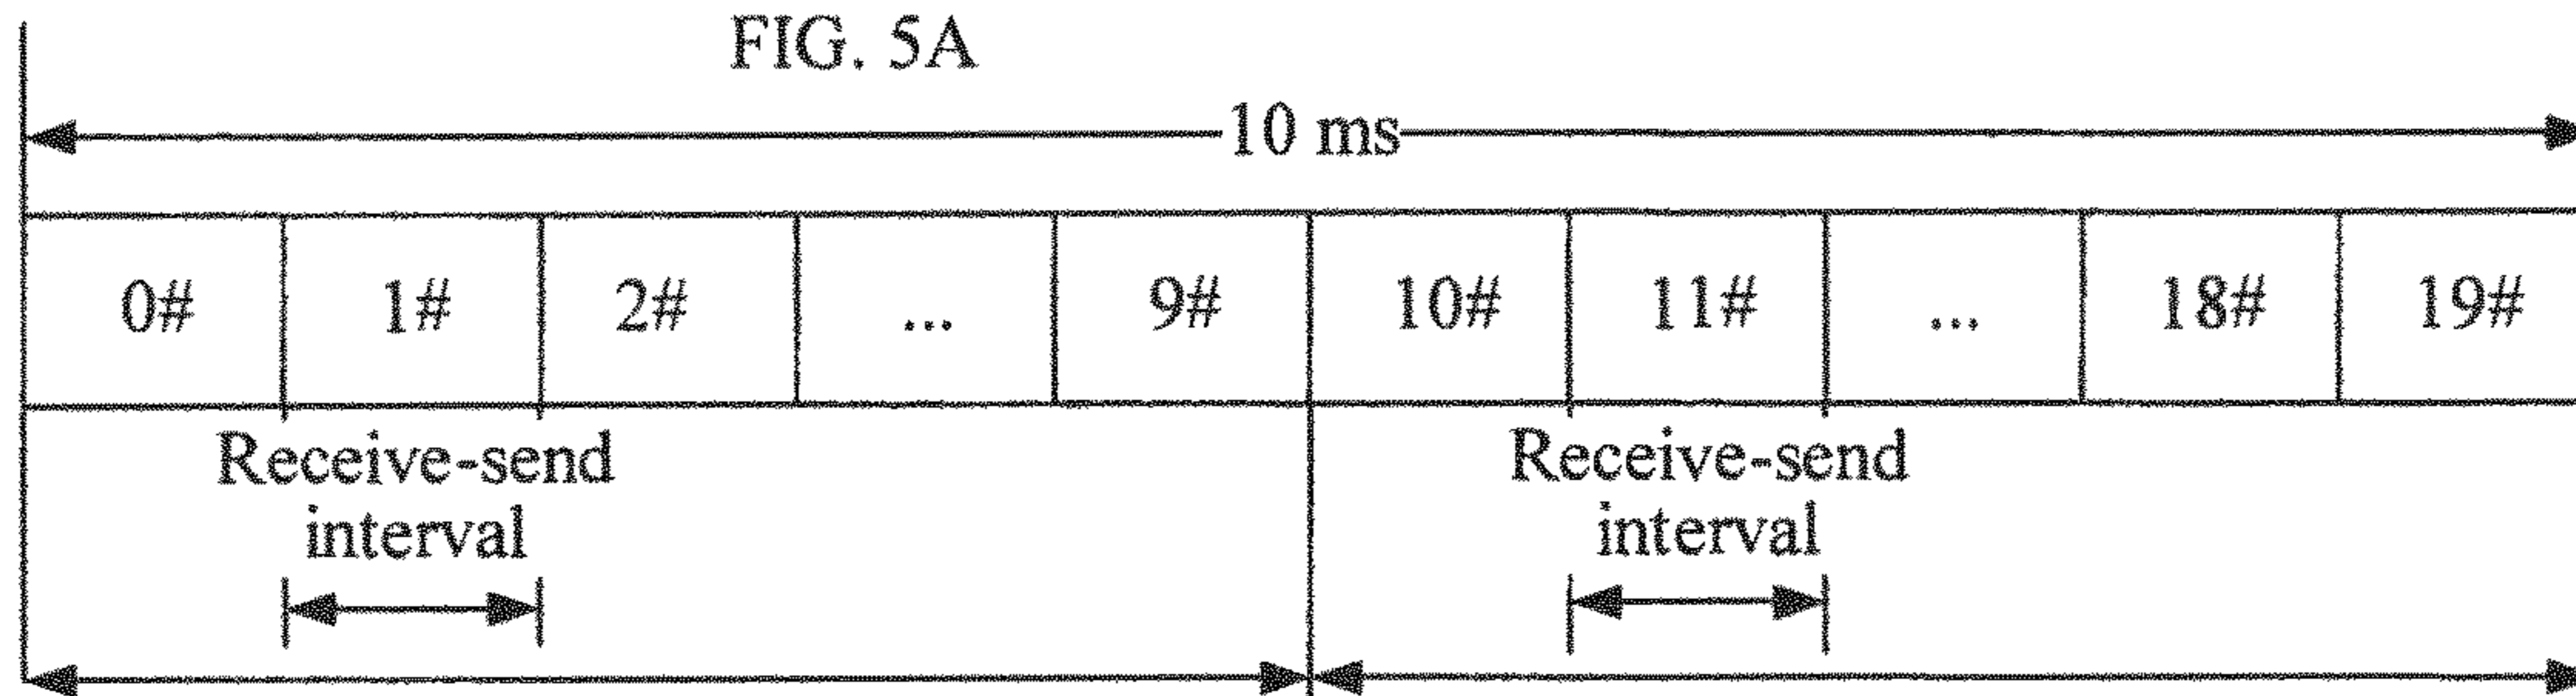 FIG. 5A
10 ms
0# 1# 2# ... 9# 10# 11# ... 18# 19#
Receive-send interval
Receive-send interval